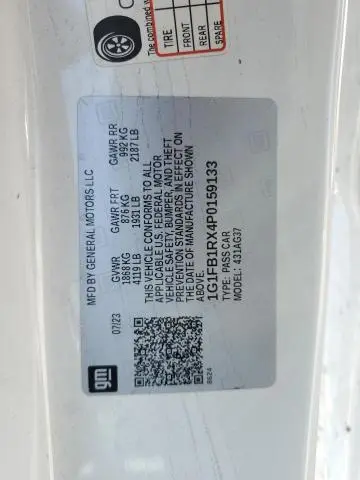 The combined w
TIRE
FRONT
REAR
SPARE
MFD BY GENERAL MOTORS LLC
07/23
GVWR
1868 KG
4119 LB
GAWR FRT
876 KG
1931 LB
GAWR RR
992 KG
2187 LB
THIS VEHICLE CONFORMS TO ALL
APPLICABLE U.S. FEDERAL MOTOR
VEHICLE SAFETY, BUMPER, AND THEFT
PREVENTION STANDARDS IN EFFECT ON
THE DATE OF MANUFACTURE SHOWN
ABOVE.
1G1FB1RX4P0159133
TYPE: PASS CAR
MODEL: 431AG37
gm
8624